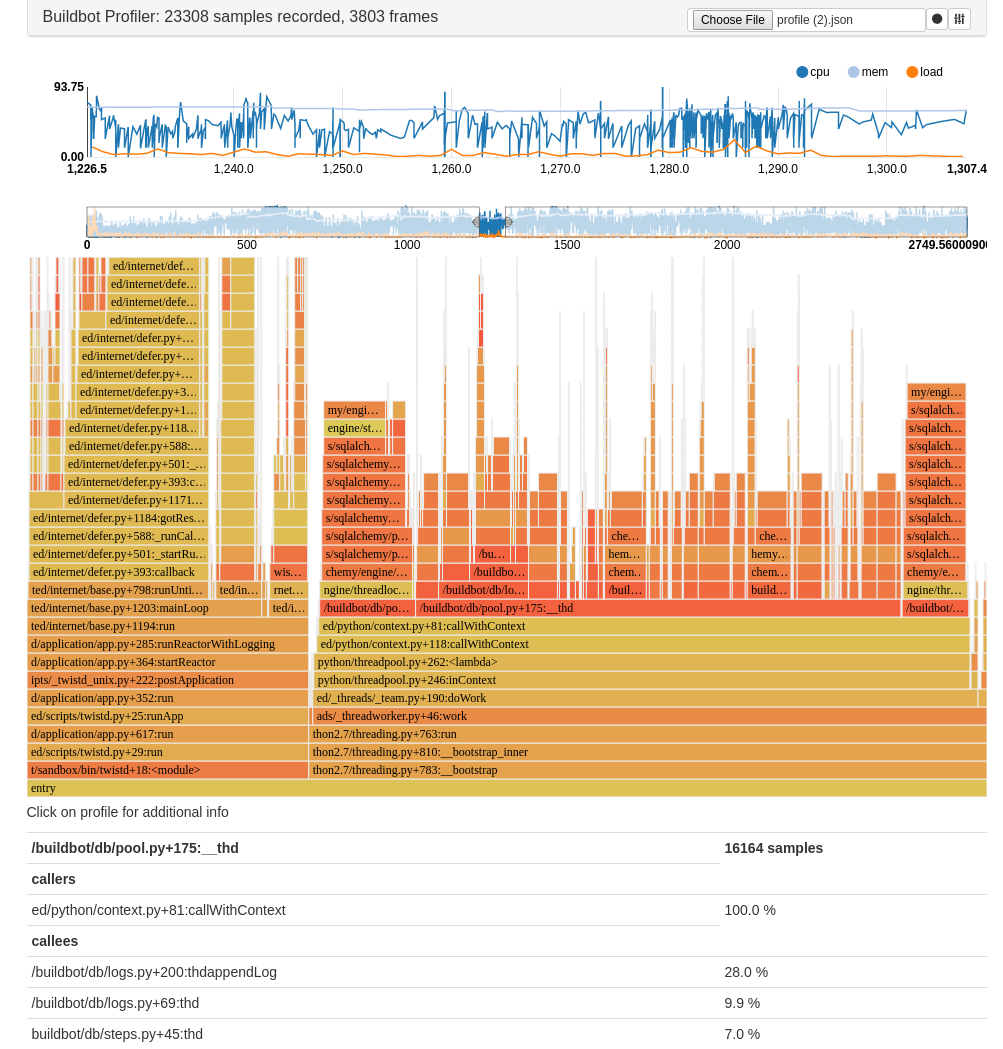 Buildbot Profiler: 23308 samples recorded, 3803 frames
Choose File profile (2).json
cpu mem load
93.75
0.00
1,226.5 1,240.0 1,250.0 1,260.0 1,270.0 1,280.0 1,290.0 1,300.0 1,307.4
0 500 1000 1500 2000 2749.5600090
ed/internet/def…
ed/internet/defe…
ed/internet/defe…
ed/internet/defe…
ed/internet/defer.py+…
ed/internet/defer.py+…
ed/internet/defer.py+…
ed/internet/defer.py+3… my/engi…
ed/internet/defer.py+1… my/engi… s/sqlalch…
ed/internet/defer.py+118… engine/st… s/sqlalch…
ed/internet/defer.py+588:… s/sqlalch… s/sqlalch…
ed/internet/defer.py+501:_… s/sqlalchemy… s/sqlalch…
ed/internet/defer.py+393:c… s/sqlalchemy… s/sqlalch…
ed/internet/defer.py+1171… s/sqlalchemy… s/sqlalch…
ed/internet/defer.py+1184:gotRes… s/sqlalchemy… s/sqlalch…
ed/internet/defer.py+588:_runCal… s/sqlalchemy/p… che… che… s/sqlalch…
ed/internet/defer.py+501:_startRu… s/sqlalchemy/p… /bu… hem… hemy… s/sqlalch…
ed/internet/defer.py+393:callback wis… chemy/engine/… /buildbo… chem… chem… chemy/e…
ted/internet/base.py+798:runUnti… ted/in… rnet… ngine/threadloc… /buildbot/db/lo… /buil… build… ngine/thr…
ted/internet/base.py+1203:mainLoop ted/i… /buildbot/db/po… /buildbot/db/pool.py+175:__thd /buildbot/…
ted/internet/base.py+1194:run ed/python/context.py+81:callWithContext
d/application/app.py+285:runReactorWithLogging ed/python/context.py+118:callWithContext
d/application/app.py+364:startReactor python/threadpool.py+262:<lambda>
ipts/_twistd_unix.py+222:postApplication python/threadpool.py+246:inContext
d/application/app.py+352:run ed/_threads/_team.py+190:doWork
ed/scripts/twistd.py+25:runApp ads/_threadworker.py+46:work
d/application/app.py+617:run thon2.7/threading.py+763:run
ed/scripts/twistd.py+29:run thon2.7/threading.py+810:__bootstrap_inner
t/sandbox/bin/twistd+18:<module> thon2.7/threading.py+783:__bootstrap
entry
Click on profile for additional info
/buildbot/db/pool.py+175:__thd 16164 samples
callers
ed/python/context.py+81:callWithContext 100.0 %
callees
/buildbot/db/logs.py+200:thdappendLog 28.0 %
/buildbot/db/logs.py+69:thd 9.9 %
buildbot/db/steps.py+45:thd 7.0 %